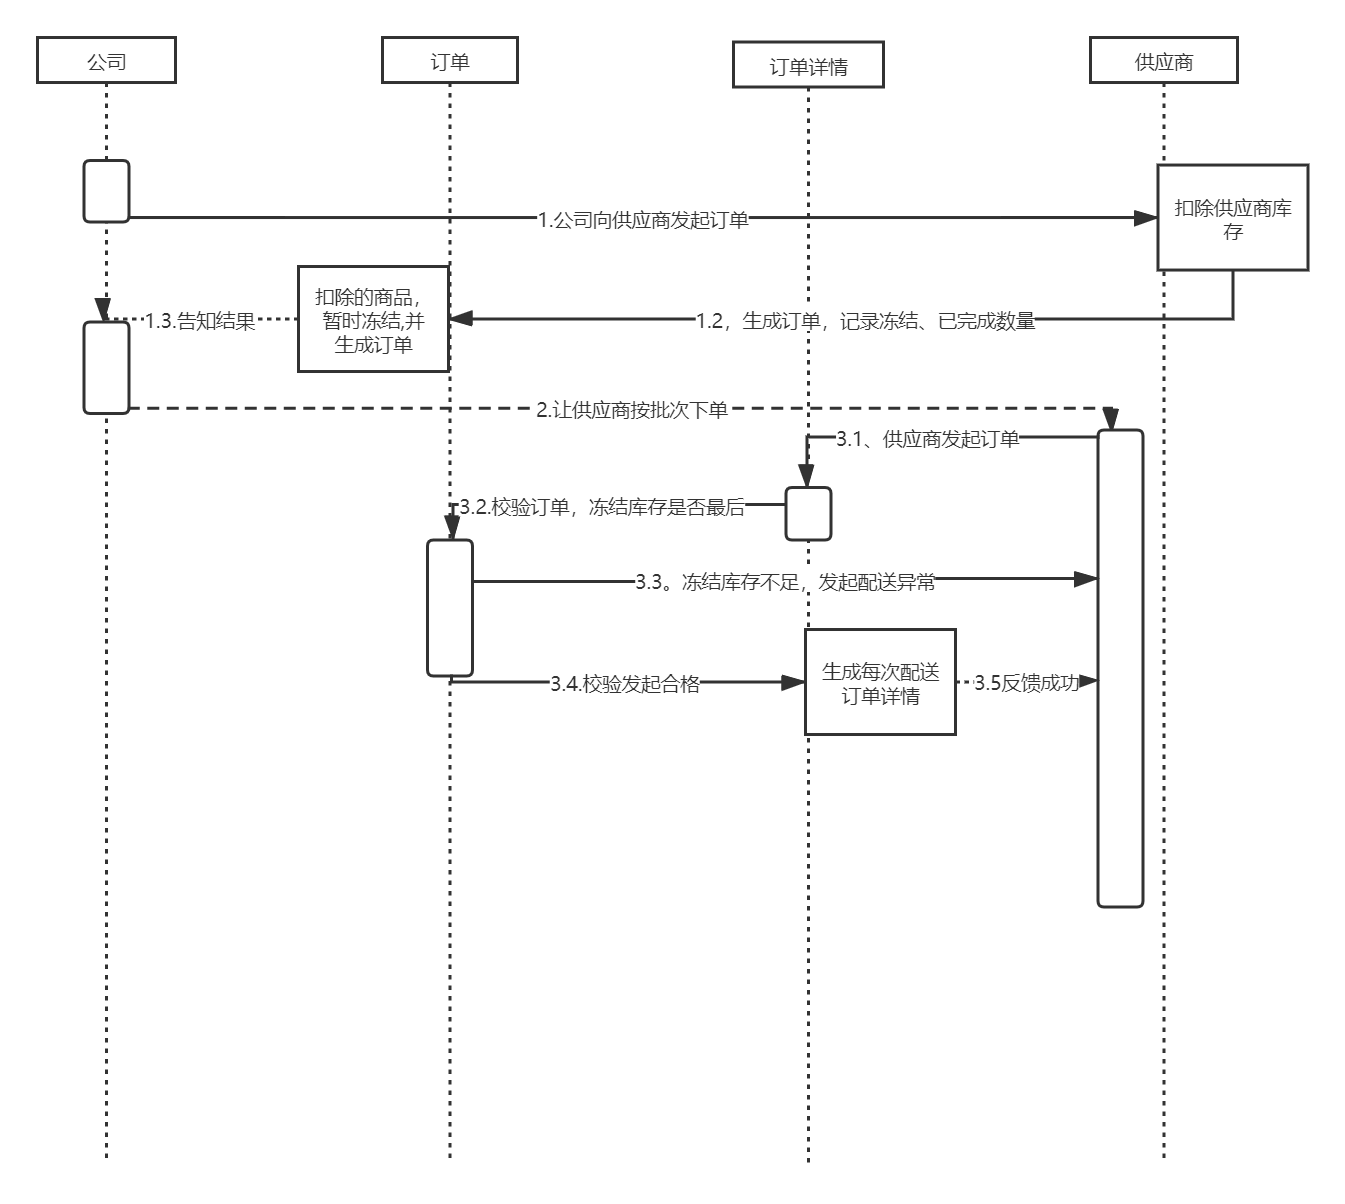 公司
订单
订单详情
供应商
1.公司向供应商发起订单
扣除供应商库
存
扣除的商品，
暂时冻结,并
生成订单
1.3.告知结果
1.2，生成订单，记录冻结、已完成数量
2.让供应商按批次下单
3.1、供应商发起订单
3.2.校验订单，冻结库存是否最后
3.3。冻结库存不足，发起配送异常
3.4.校验发起合格
生成每次配送
订单详情
3.5反馈成功